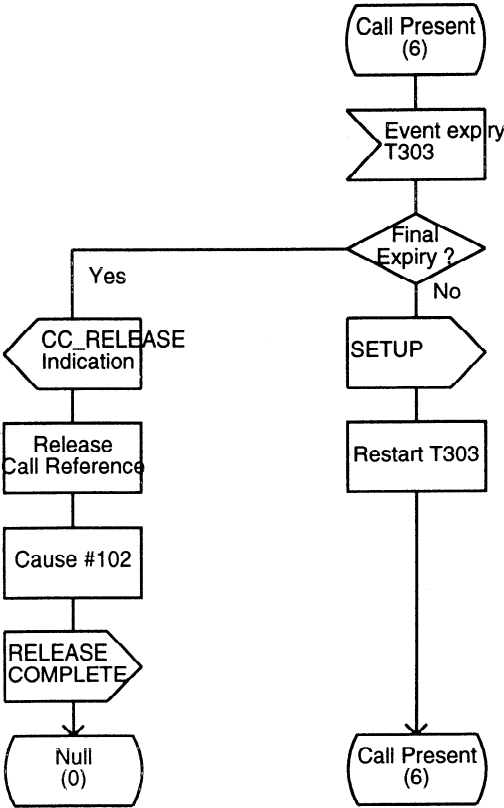 Call Present
(6)
Event expiry
T303
Final
Expiry ?
Yes
No
CC_RELEASE
Indication
SETUP
Release
Call Reference
Restart T303
Cause #102
RELEASE
COMPLETE
Null
(0)
Call Present
(6)